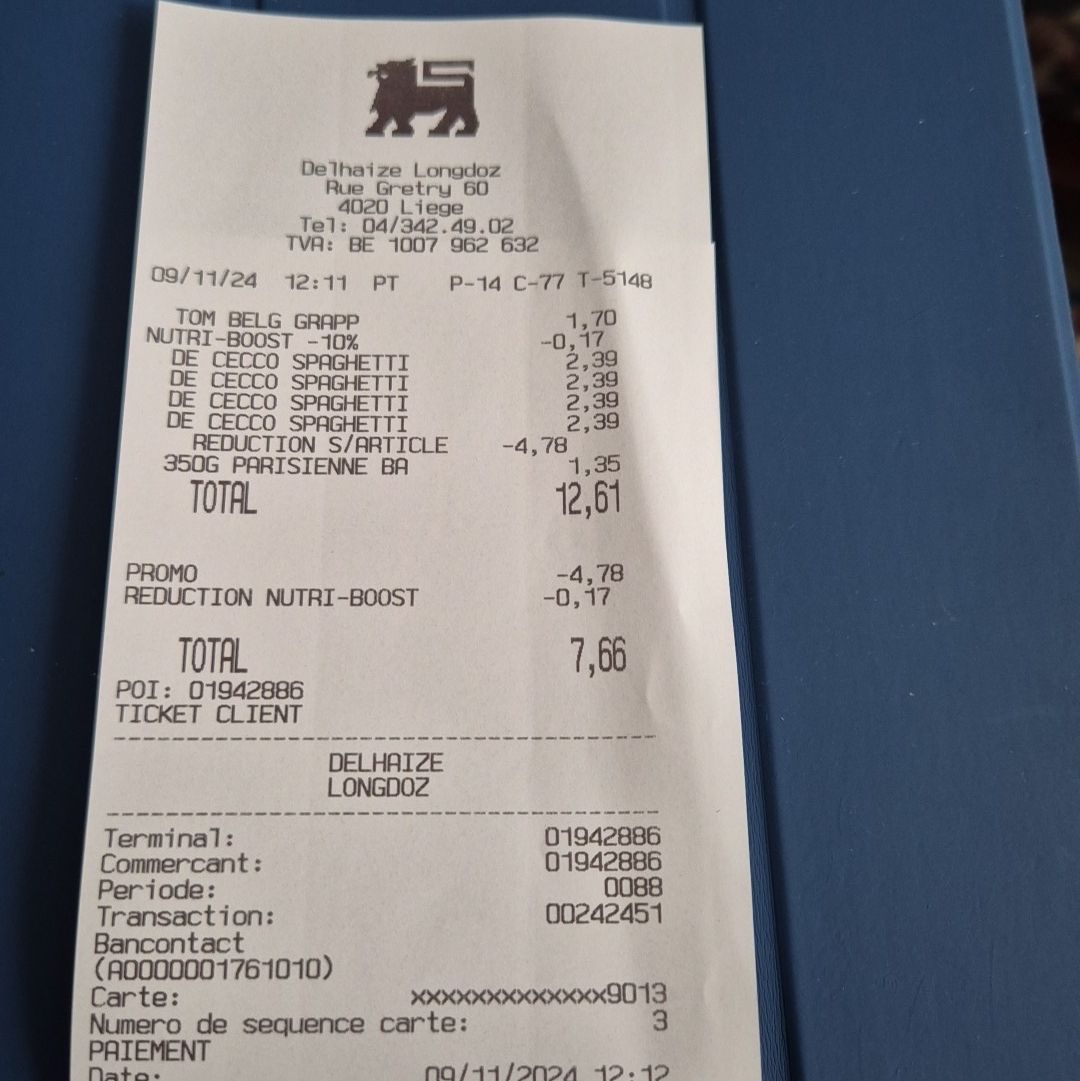 Delhaize Longdoz
Rue Gretry 60
4020 Liege
Tel: 04/342.49.02
TVA: BE 1007 962 632
09/11/24 12:11 PT P-14 C-77 T-5148
TOM BELG GRAPP 1,70
NUTRI-BOOST -10% -0,17
DE CECCO SPAGHETTI 2,39
DE CECCO SPAGHETTI 2,39
DE CECCO SPAGHETTI 2,39
DE CECCO SPAGHETTI 2,39
REDUCTION S/ARTICLE -4,78
350G PARISIENNE BA 1,35
TOTAL 12,61
PROMO -4,78
REDUCTION NUTRI-BOOST -0,17
TOTAL 7,66
POI: 01942886
TICKET CLIENT
DELHAIZE
LONGDOZ
Terminal: 01942886
Commercant: 01942886
Periode: 0088
Transaction: 00242451
Bancontact
(A0000001761010)
Carte: xxxxxxxxxxxxx9013
Numero de sequence carte: 3
PAIEMENT
Date: 09/11/2024 12:12